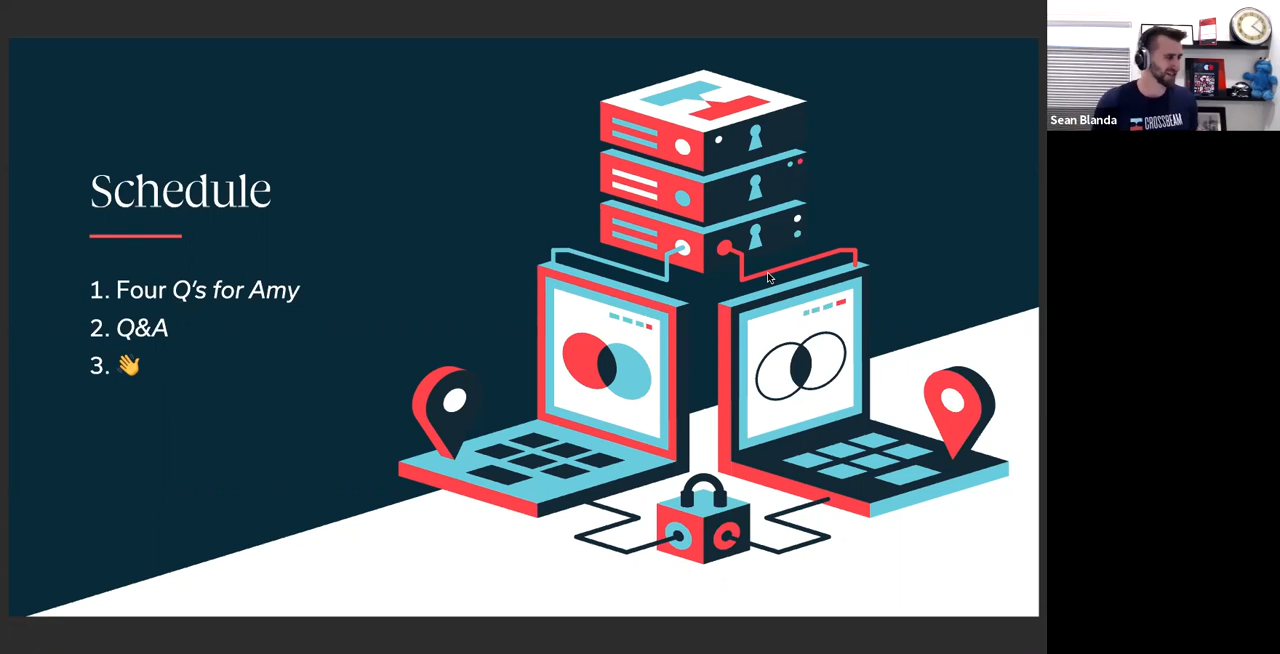 Schedule
1. Four Q's for Amy
2. Q&A
3. 👋
Sean Blanda
CROSSBEAM